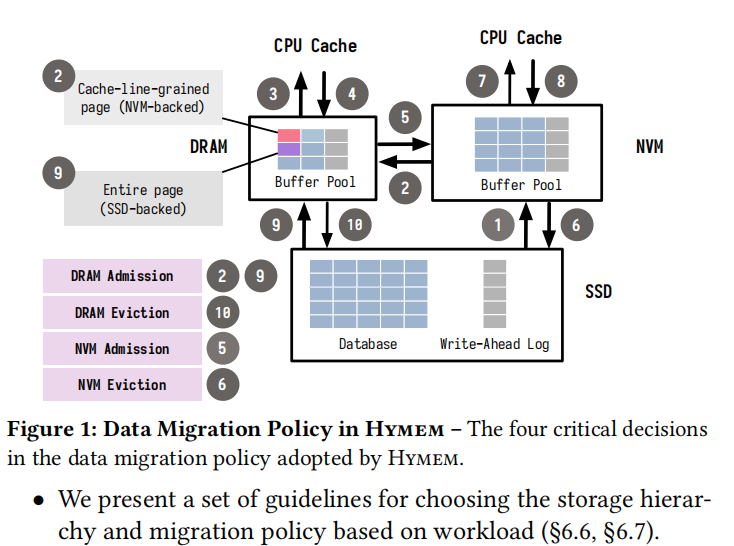 CPU Cache
CPU Cache
2
Cache-line-grained
page (NVM-backed)
3
4
7
8
5
DRAM
NVM
Buffer Pool
Buffer Pool
2
9
Entire page
(SSD-backed)
9
10
1
6
SSD
DRAM Admission
2
9
DRAM Eviction
10
NVM Admission
5
NVM Eviction
6
Database
Write-Ahead Log
Figure 1: Data Migration Policy in HYMEM – The four critical decisions
in the data migration policy adopted by HYMEM.
• We present a set of guidelines for choosing the storage hierar-
chy and migration policy based on workload (§6.6, §6.7).